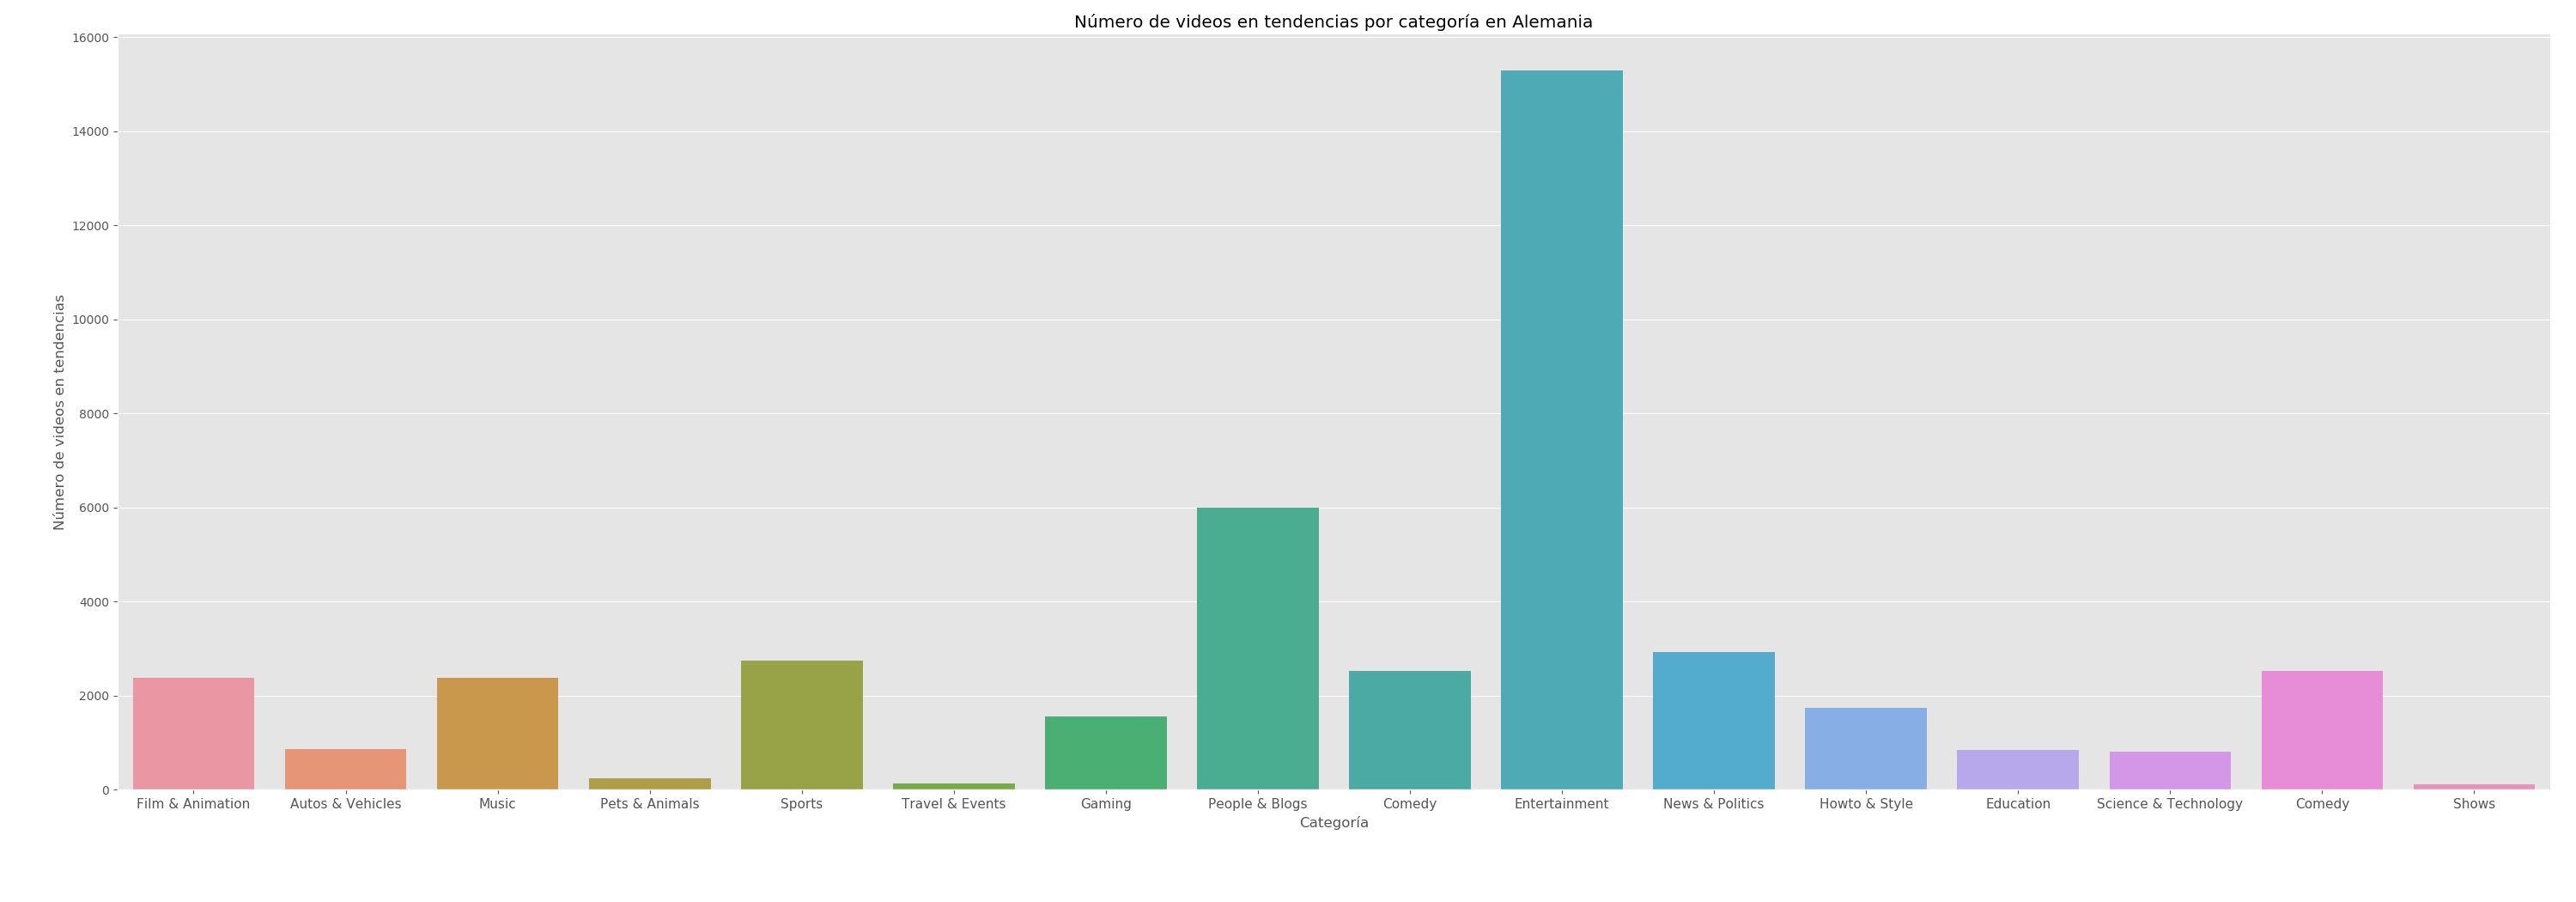 Número de videos en tendencias por categoría en Alemania
16000
14000
12000
10000
8000
6000
4000
2000
0
Número de videos en tendencias
Film & Animation
Autos & Vehicles
Music
Pets & Animals
Sports
Travel & Events
Gaming
People & Blogs
Comedy
Entertainment
News & Politics
Howto & Style
Education
Science & Technology
Comedy
Shows
Categoría